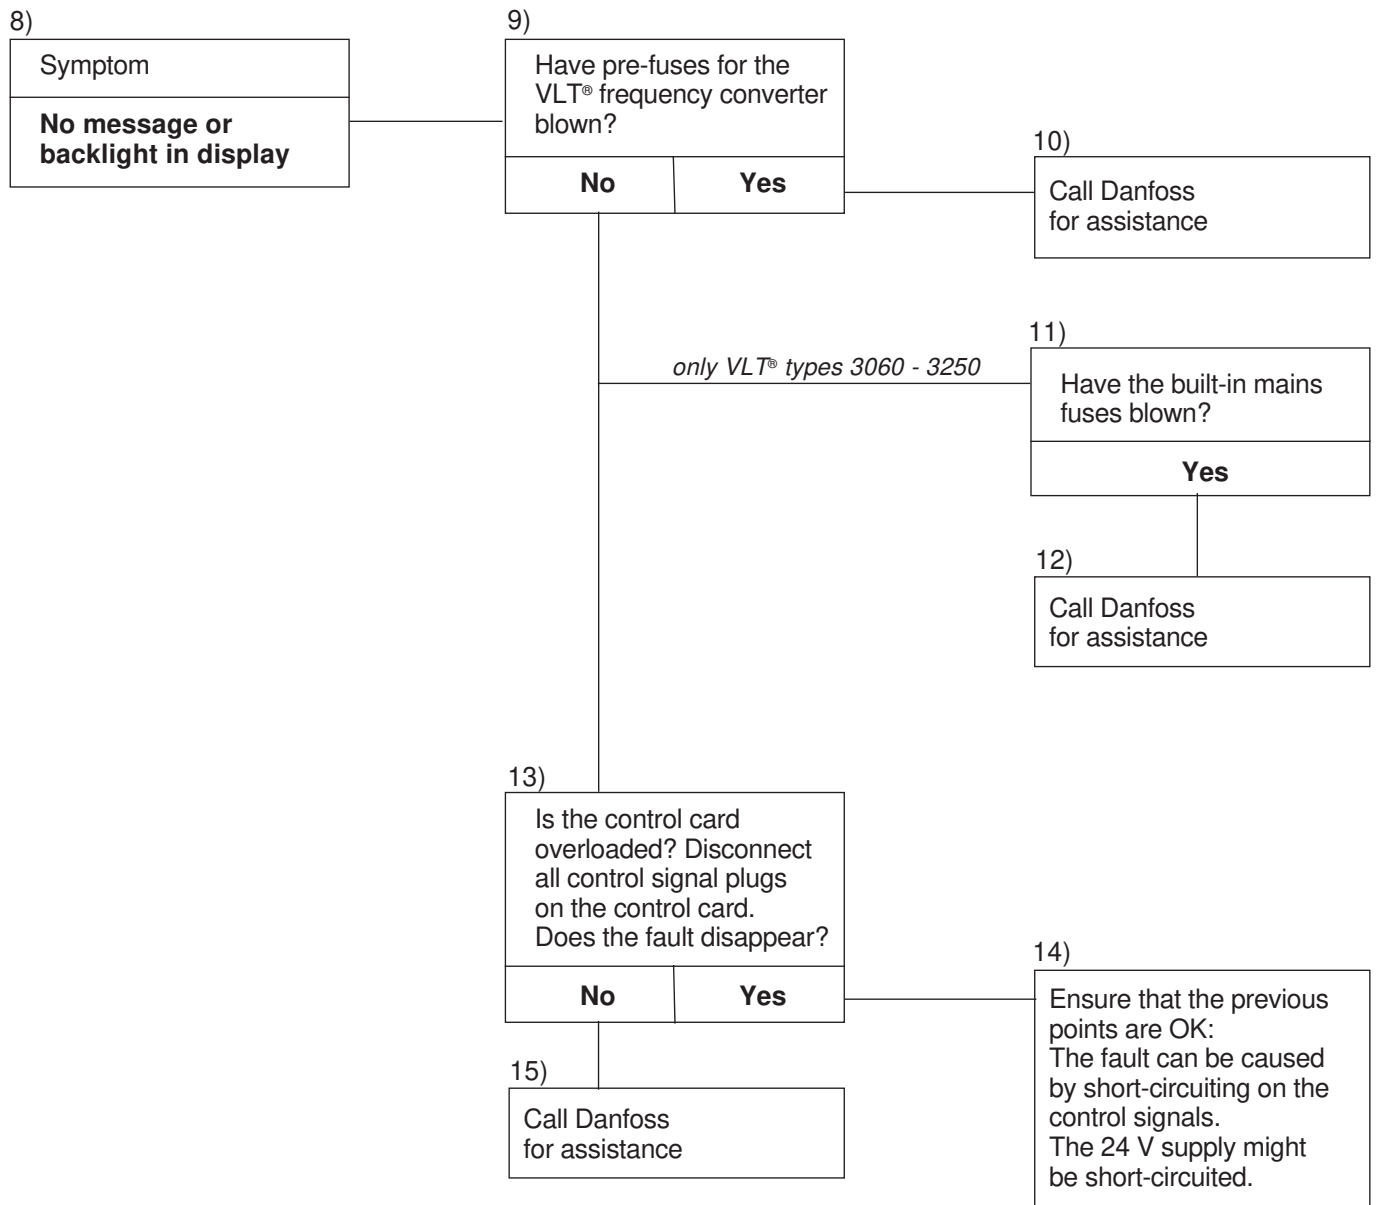 8)
Symptom
No message or
backlight in display
9)
Have pre-fuses for the
VLT® frequency converter
blown?
No
Yes
10)
Call Danfoss
for assistance
only VLT® types 3060 - 3250
11)
Have the built-in mains
fuses blown?
Yes
12)
Call Danfoss
for assistance
13)
Is the control card
overloaded? Disconnect
all control signal plugs
on the control card.
Does the fault disappear?
No
Yes
14)
Ensure that the previous
points are OK:
The fault can be caused
by short-circuiting on the
control signals.
The 24 V supply might
be short-circuited.
15)
Call Danfoss
for assistance